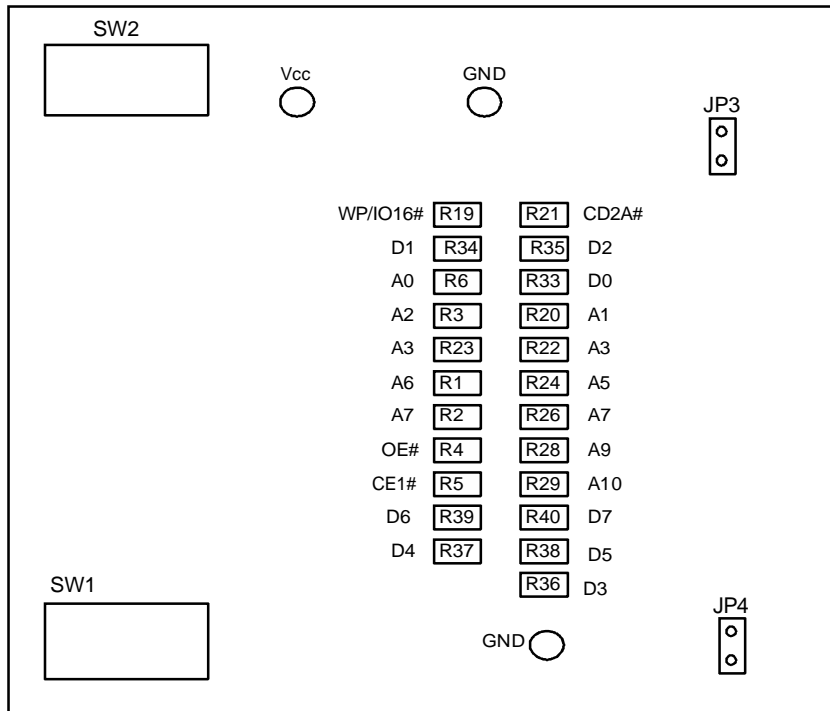 SW2
Vcc GND
JP3
WP/IO16# R19 R21 CD2A#
D1 R34 R35 D2
A0 R6 R33 D0
A2 R3 R20 A1
A3 R23 R22 A3
A6 R1 R24 A5
A7 R2 R26 A7
OE# R4 R28 A9
CE1# R5 R29 A10
D6 R39 R40 D7
D4 R37 R38 D5
R36 D3
SW1
JP4
GND